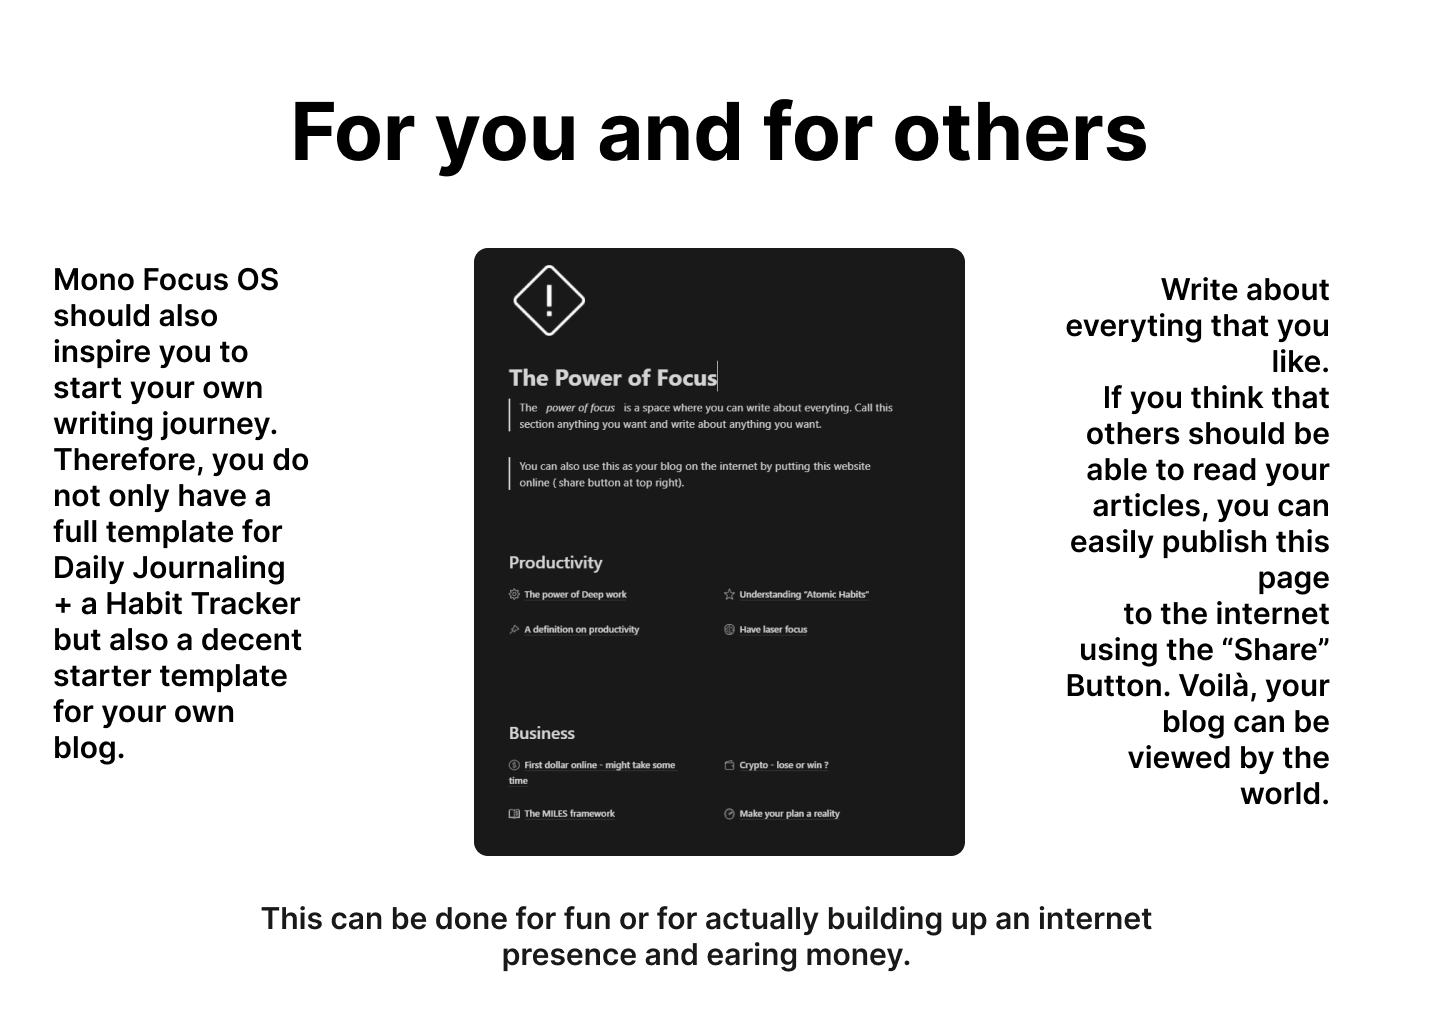 For you and for others
Mono Focus OS
should also
inspire you to
start your own
writing journey.
Therefore, you do
not only have a
full template for
Daily Journaling
+ a Habit Tracker
but also a decent
starter template
for your own
blog.
The Power of Focus
The power of focus is a space where you can write about everyting. Call this
section anything you want and write about anything you want.
You can also use this as your blog on the internet by putting this website
online ( share button at top right).
Productivity
The power of Deep work
Understanding “Atomic Habits”
A definition on productivity
Have laser focus
Business
First dollar online - might take some
time
Crypto - lose or win ?
The MILES framework
Make your plan a reality
Write about
everyting that you
like.
If you think that
others should be
able to read your
articles, you can
easily publish this
page
to the internet
using the “Share”
Button. Voilà, your
blog can be
viewed by the
world.
This can be done for fun or for actually building up an internet
presence and earing money.